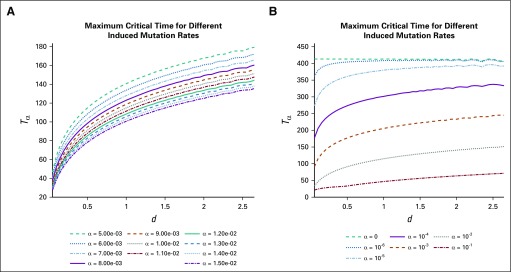 A
Maximum Critical Time for Different
Induced Mutation Rates
180
160
140
120
100
80
60
40
20
Tα
0.5
1.0
1.5
2.0
2.5
d
α = 5.00e-03
α = 6.00e-03
α = 7.00e-03
α = 8.00e-03
α = 9.00e-03
α = 1.00e-02
α = 1.10e-02
α = 1.20e-02
α = 1.30e-02
α = 1.40e-02
α = 1.50e-02
B
Maximum Critical Time for Different
Induced Mutation Rates
450
400
350
300
250
200
150
100
50
0
Tα
0.5
1.0
1.5
2.0
2.5
d
α = 0
α = 10⁻⁶
α = 10⁻⁵
α = 10⁻⁴
α = 10⁻³
α = 10⁻²
α = 10⁻¹